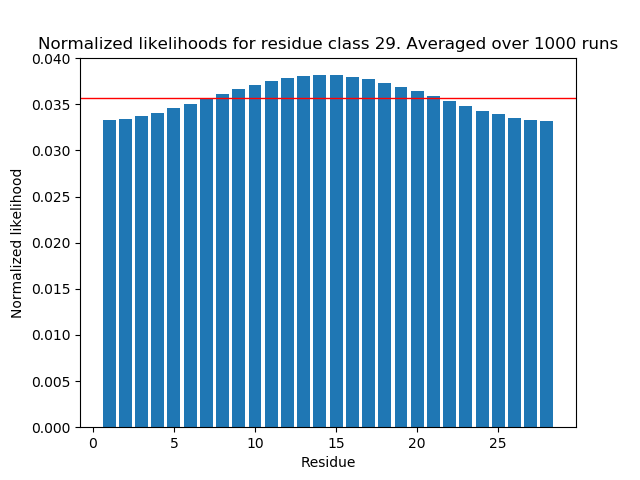 Normalized likelihoods for residue class 29. Averaged over 1000 runs
0.040
0.035
0.030
0.025
0.020
0.015
0.010
0.005
0.000
Normalized likelihood
0 5 10 15 20 25
Residue